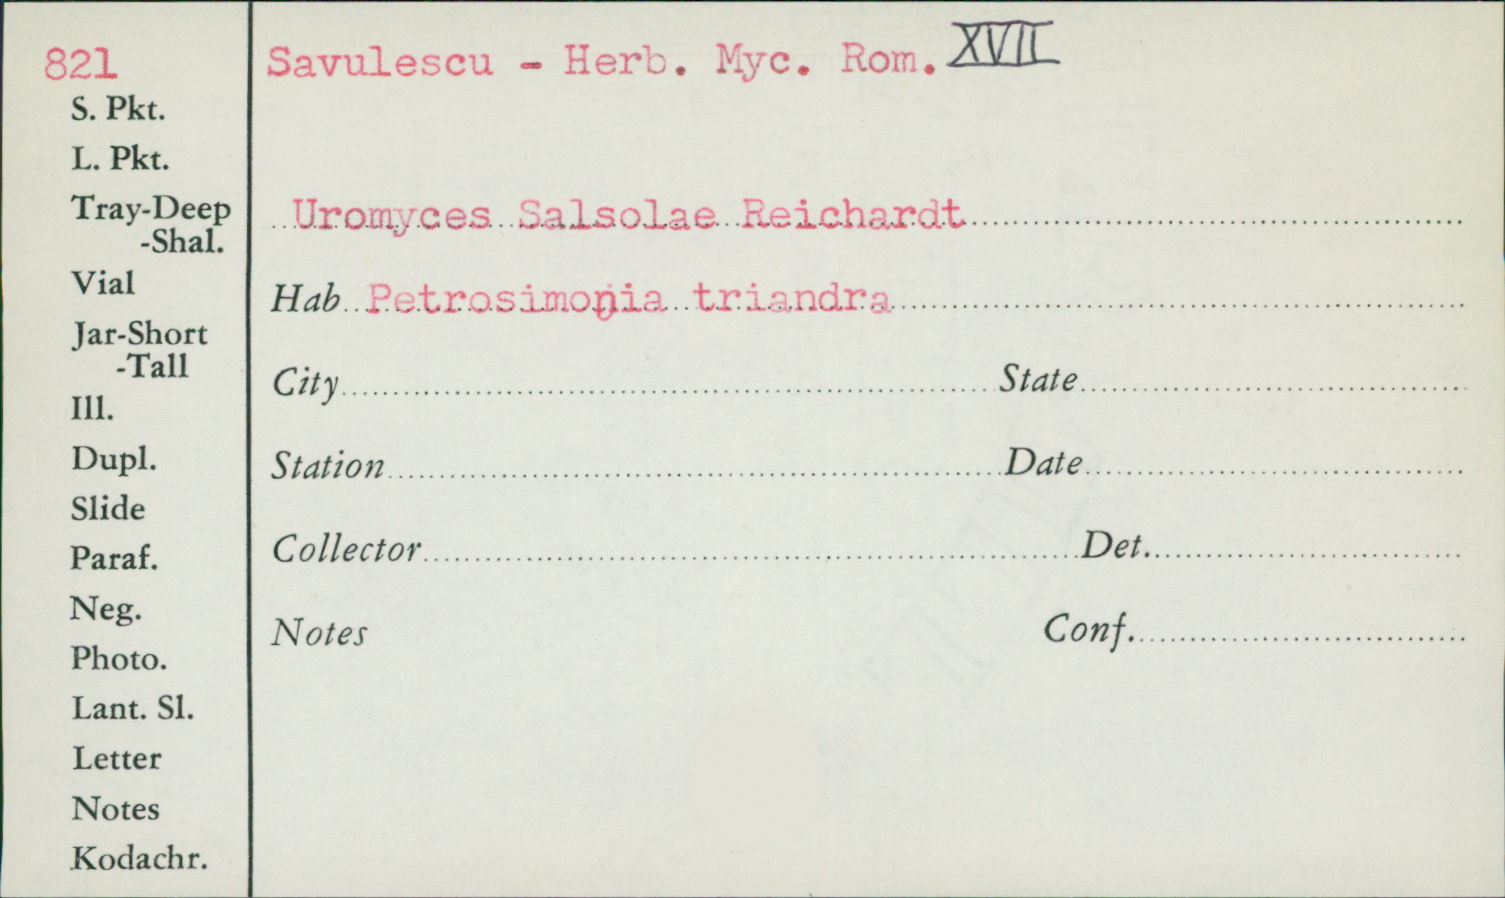 821
Savulescu - Herb. Myc. Rom. XVII
S. Pkt.
L. Pkt.
Tray-Deep
-Shal.
Vial
Jar-Short
-Tall
Ill.
Dupl.
Slide
Paraf.
Neg.
Photo.
Lant. Sl.
Letter
Notes
Kodachr.
Uromyces Salsolae Reichardt
Hab Petrosimonia triandra
City State
Station Date
Collector Det.
Notes Conf.